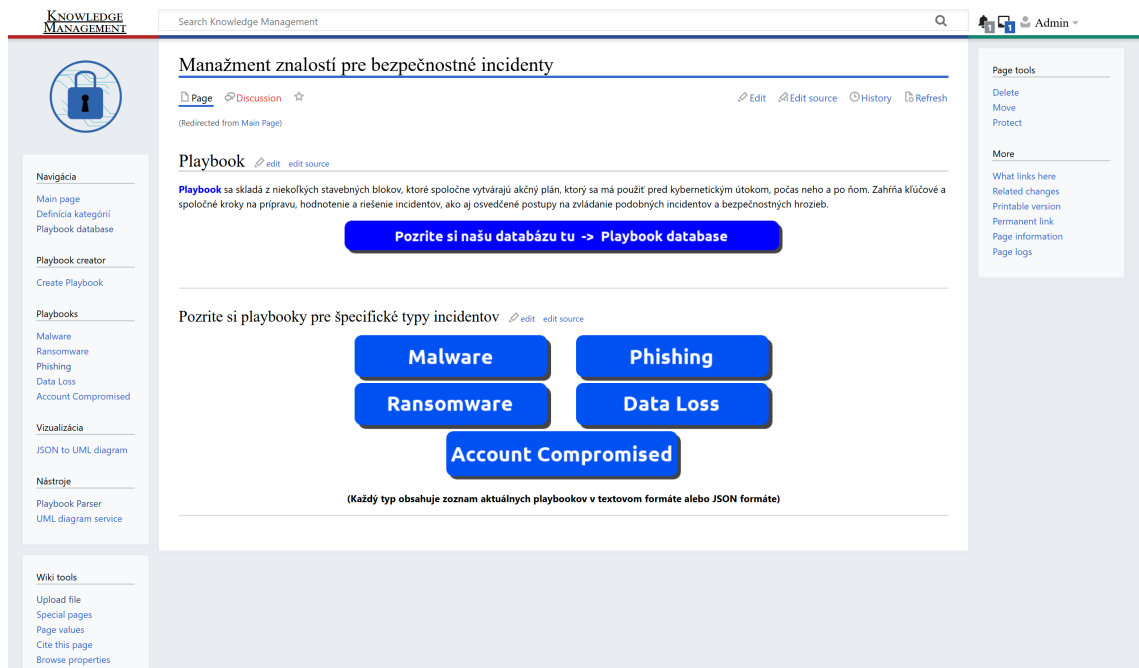 KNOWLEDGE
MANAGEMENT
Search Knowledge Management
1
1
Admin
Navigácia
Main page
Definícia kategórií
Playbook database
Playbook creator
Create Playbook
Playbooks
Malware
Ransomware
Phishing
Data Loss
Account Compromised
Vizualizácia
JSON to UML diagram
Nástroje
Playbook Parser
UML diagram service
Wiki tools
Upload file
Special pages
Page values
Cite this page
Browse properties
Manažment znalostí pre bezpečnostné incidenty
Page Discussion
Edit Edit source History Refresh
(Redirected from Main Page)
Playbook edit edit source
Playbook sa skladá z niekoľkých stavebných blokov, ktoré spoločne vytvárajú akčný plán, ktorý sa má použiť pred kybernetickým útokom, počas neho a po ňom. Zahŕňa kľúčové a
spoločné kroky na prípravu, hodnotenie a riešenie incidentov, ako aj osvedčené postupy na zvládanie podobných incidentov a bezpečnostných hrozieb.
Pozrite si našu databázu tu -> Playbook database
Pozrite si playbooky pre špecifické typy incidentov edit edit source
Malware Phishing
Ransomware Data Loss
Account Compromised
(Každý typ obsahuje zoznam aktuálnych playbookov v textovom formáte alebo JSON formáte)
Page tools
Delete
Move
Protect
More
What links here
Related changes
Printable version
Permanent link
Page information
Page logs